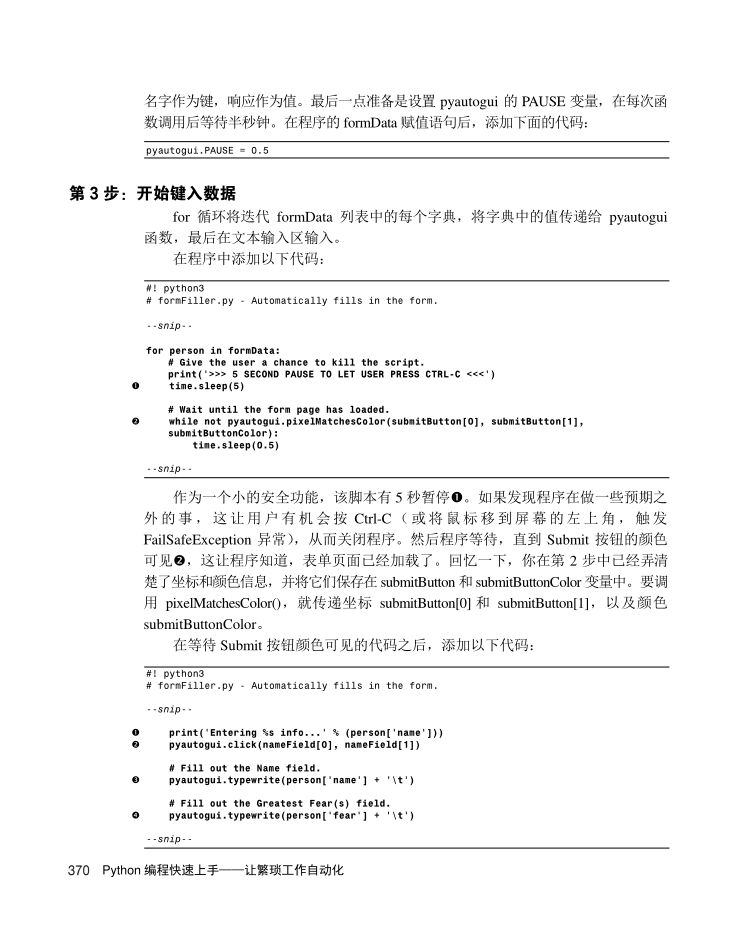 名字作为键，响应作为值。最后一点准备是设置 pyautogui 的 PAUSE 变量，在每次函
数调用后等待半秒钟。在程序的 formData 赋值语句后，添加下面的代码：
pyautogui.PAUSE = 0.5
第 3 步：开始键入数据
for 循环将迭代 formData 列表中的每个字典，将字典中的值传递给 pyautogui
函数，最后在文本输入区输入。
在程序中添加以下代码：
#! python3
# formFiller.py - Automatically fills in the form.
--snip--
for person in formData:
# Give the user a chance to kill the script.
print('>>> 5 SECOND PAUSE TO LET USER PRESS CTRL-C <<<')
❶ time.sleep(5)
# Wait until the form page has loaded.
❷ while not pyautogui.pixelMatchesColor(submitButton[0], submitButton[1],
submitButtonColor):
time.sleep(0.5)
--snip--
作为一个小的安全功能，该脚本有 5 秒暂停❶。如果发现程序在做一些预期之
外的事，这让用户有机会按 Ctrl-C（或将鼠标移到屏幕的左上角，触发
FailSafeException 异常），从而关闭程序。然后程序等待，直到 Submit 按钮的颜色
可见❷，这让程序知道，表单页面已经加载了。回忆一下，你在第 2 步中已经弄清
楚了坐标和颜色信息，并将它们保存在 submitButton 和 submitButtonColor 变量中。要调
用 pixelMatchesColor()，就传递坐标 submitButton[0] 和 submitButton[1]，以及颜色
submitButtonColor。
在等待 Submit 按钮颜色可见的代码之后，添加以下代码：
#! python3
# formFiller.py - Automatically fills in the form.
--snip--
❶ print('Entering %s info...' % (person['name']))
❷ pyautogui.click(nameField[0], nameField[1])
# Fill out the Name field.
❸ pyautogui.typewrite(person['name'] + '\t')
# Fill out the Greatest Fear(s) field.
❹ pyautogui.typewrite(person['fear'] + '\t')
--snip--
370 Python 编程快速上手——让繁琐工作自动化